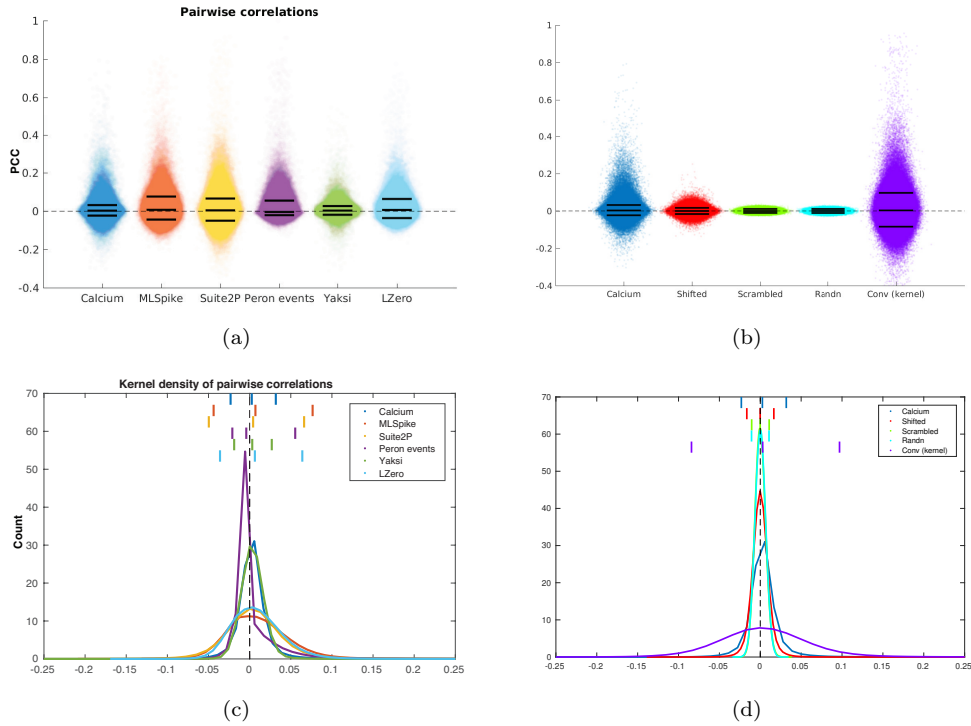 Pairwise correlations
PCC
1
0.8
0.6
0.4
0.2
0
-0.2
-0.4
Calcium MLSpike Suite2P Peron events Yaksi LZero
(a)
1
0.8
0.6
0.4
0.2
0
-0.2
-0.4
Calcium Shifted Scrambled Randn Conv (kernel)
(b)
Kernel density of pairwise correlations
Count
70
60
50
40
30
20
10
0
-0.25 -0.2 -0.15 -0.1 -0.05 0 0.05 0.1 0.15 0.2 0.25
Calcium
MLSpike
Suite2P
Peron events
Yaksi
LZero
(c)
70
60
50
40
30
20
10
0
-0.25 -0.2 -0.15 -0.1 -0.05 0 0.05 0.1 0.15 0.2 0.25
Calcium
Shifted
Scrambled
Randn
Conv (kernel)
(d)